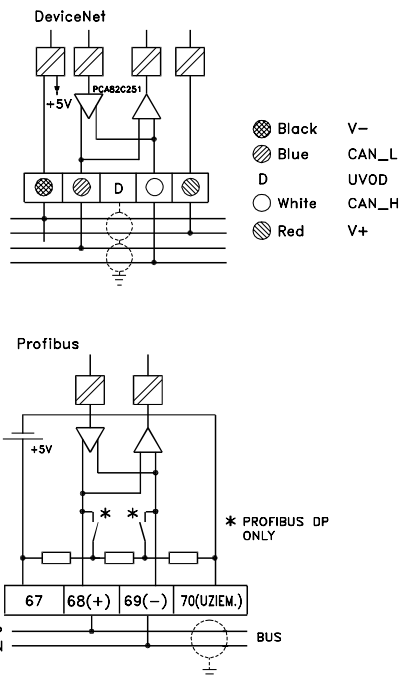 DeviceNet
PCA82C251
+5V
Black V-
Blue CAN_L
D UVOD
White CAN_H
Red V+
D
Profibus
+5V
* *
* PROFIBUS DP
ONLY
67 68(+) 69(-) 70(UZIEM.)
BUS